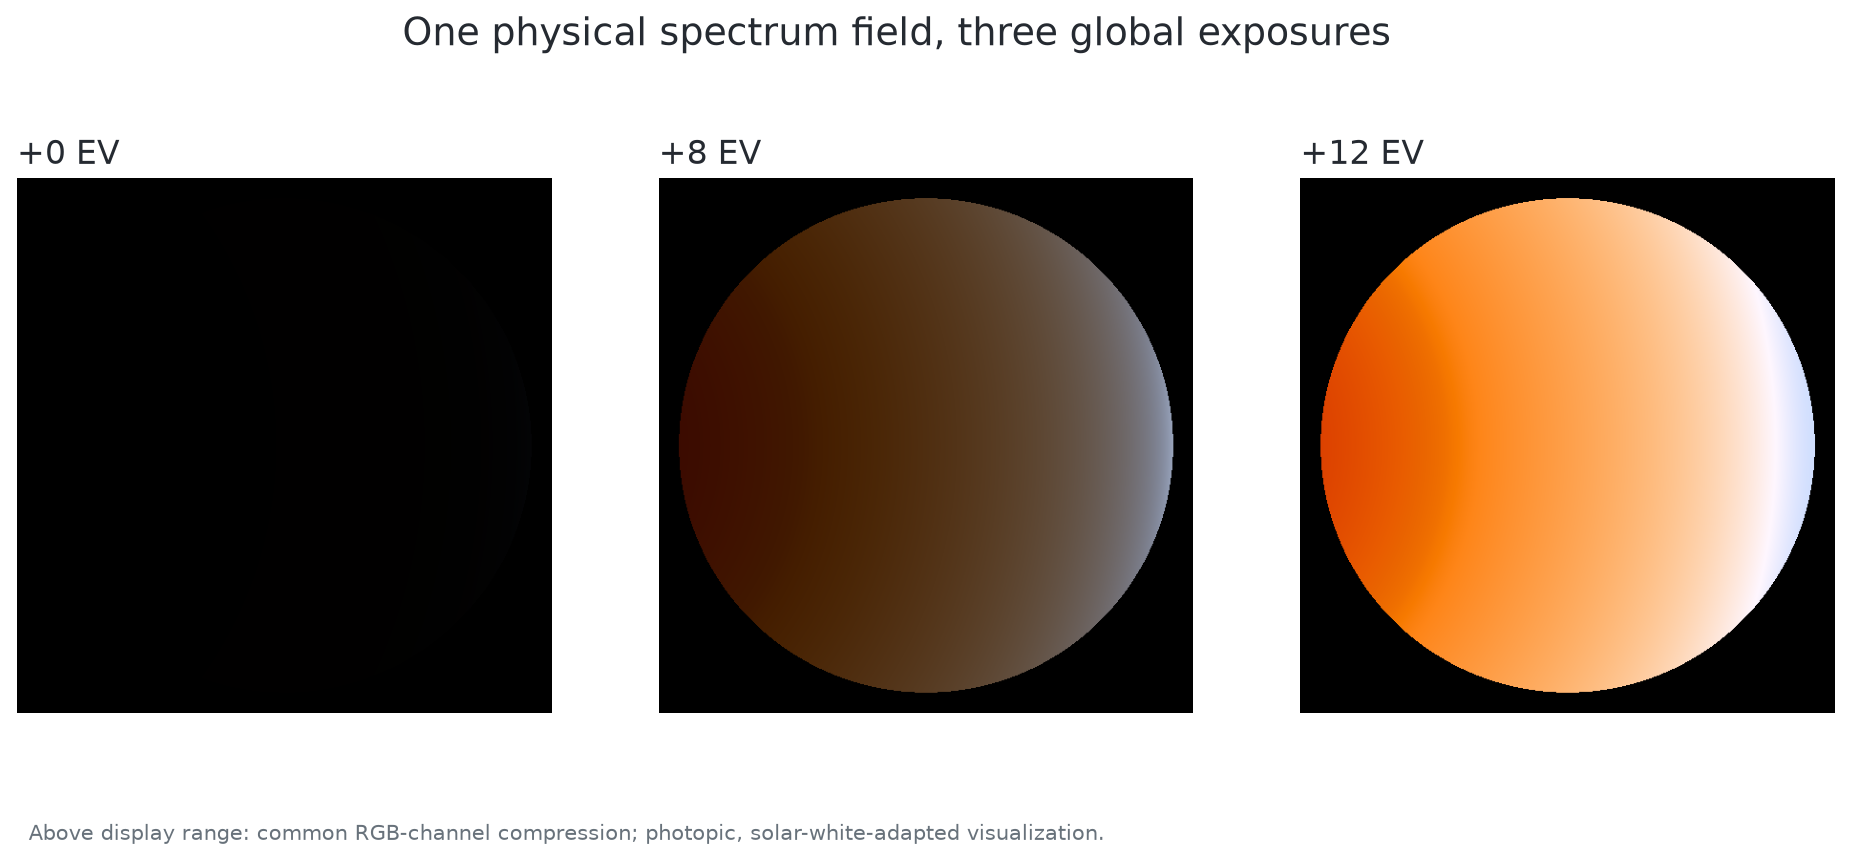 One physical spectrum field, three global exposures
+0 EV
+8 EV
+12 EV
Above display range: common RGB-channel compression; photopic, solar-white-adapted visualization.